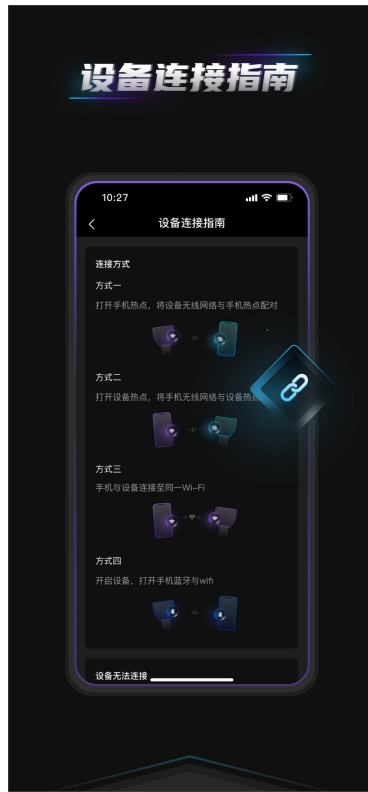 设备连接指南
10:27
设备连接指南
连接方式
方式一
打开手机热点，将设备无线网络与手机热点配对
方式二
打开设备热点，将手机无线网络与设备热点
方式三
手机与设备连接至同一Wi-Fi
方式四
开启设备，打开手机蓝牙与wifi
设备无法连接